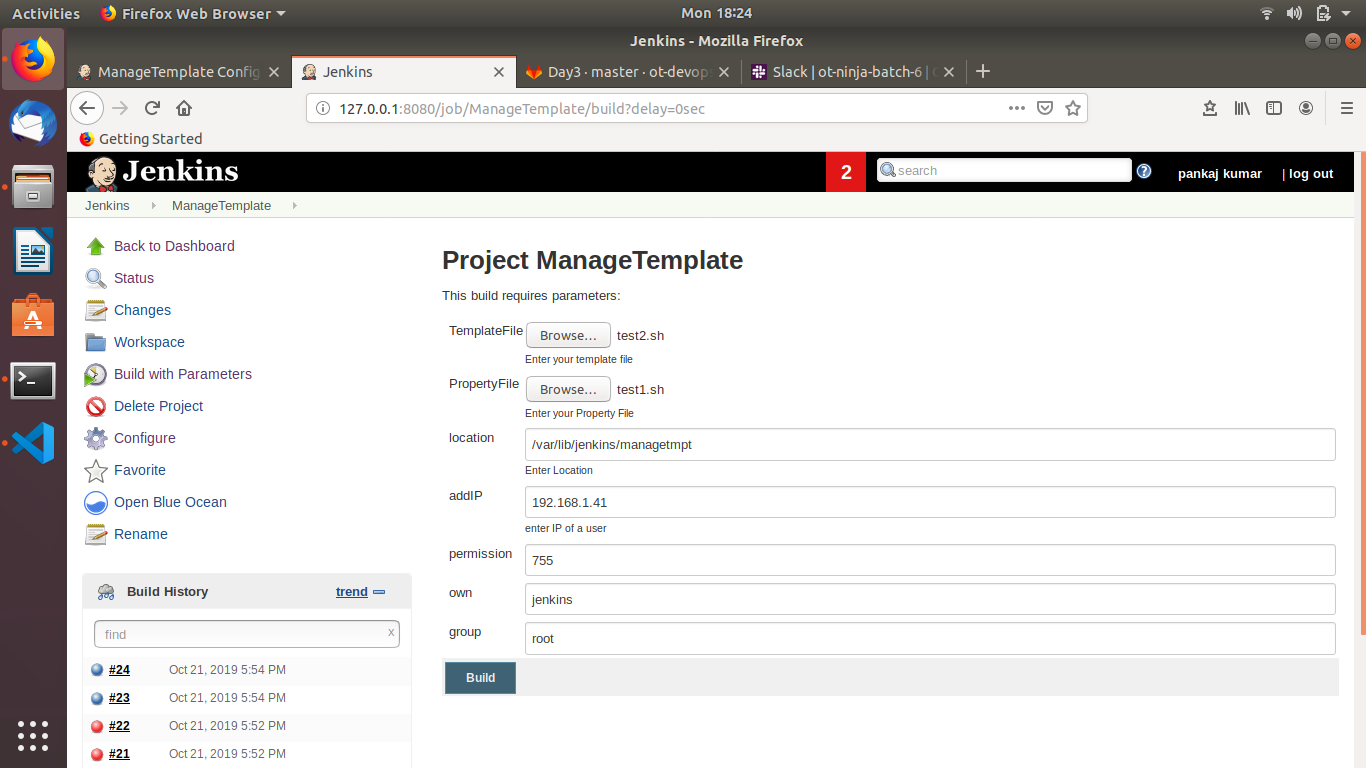 Activities Firefox Web Browser Mon 18:24
Jenkins - Mozilla Firefox
ManageTemplate Config Jenkins Day3 · master · ot-devops Slack | ot-ninja-batch-6 |
127.0.0.1:8080/job/ManageTemplate/build?delay=0sec
Getting Started
Jenkins 2 search pankaj kumar | log out
Jenkins ManageTemplate
Back to Dashboard
Status
Changes
Workspace
Build with Parameters
Delete Project
Configure
Favorite
Open Blue Ocean
Rename
Build History trend
find x
#24 Oct 21, 2019 5:54 PM
#23 Oct 21, 2019 5:54 PM
#22 Oct 21, 2019 5:52 PM
#21 Oct 21, 2019 5:52 PM
Project ManageTemplate
This build requires parameters:
TemplateFile Browse... test2.sh
Enter your template file
PropertyFile Browse... test1.sh
Enter your Property File
location /var/lib/jenkins/managetmpt
Enter Location
addIP 192.168.1.41
enter IP of a user
permission 755
own jenkins
group root
Build